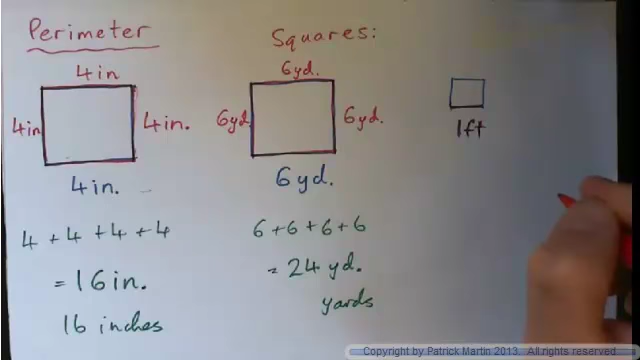 Perimeter
Squares:
4in
4in
4in.
4in.
4 + 4 + 4 + 4
= 16in.
16 inches
6yd.
6yd.
6yd.
6yd.
6 + 6 + 6 + 6
= 24 yd.
yards
1ft
Copyright by Patrick Martin 2013. All rights reserved